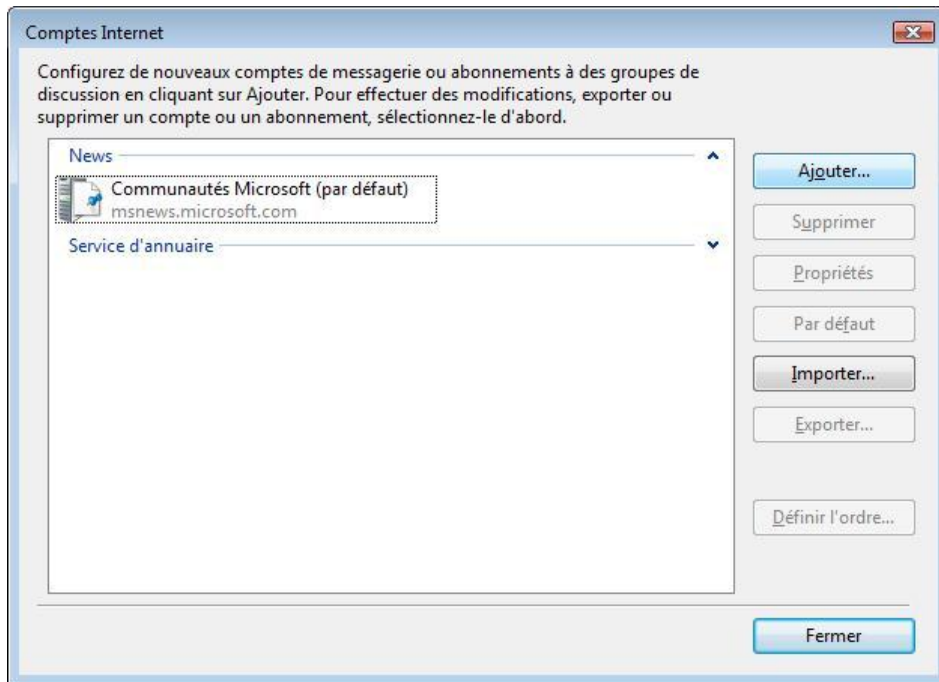 Comptes Internet
Configurez de nouveaux comptes de messagerie ou abonnements à des groupes de
discussion en cliquant sur Ajouter. Pour effectuer des modifications, exporter ou
supprimer un compte ou un abonnement, sélectionnez-le d'abord.
News
Communautés Microsoft (par défaut)
msnews.microsoft.com
Service d'annuaire
Ajouter...
Supprimer
Propriétés
Par défaut
Importer...
Exporter...
Définir l'ordre...
Fermer